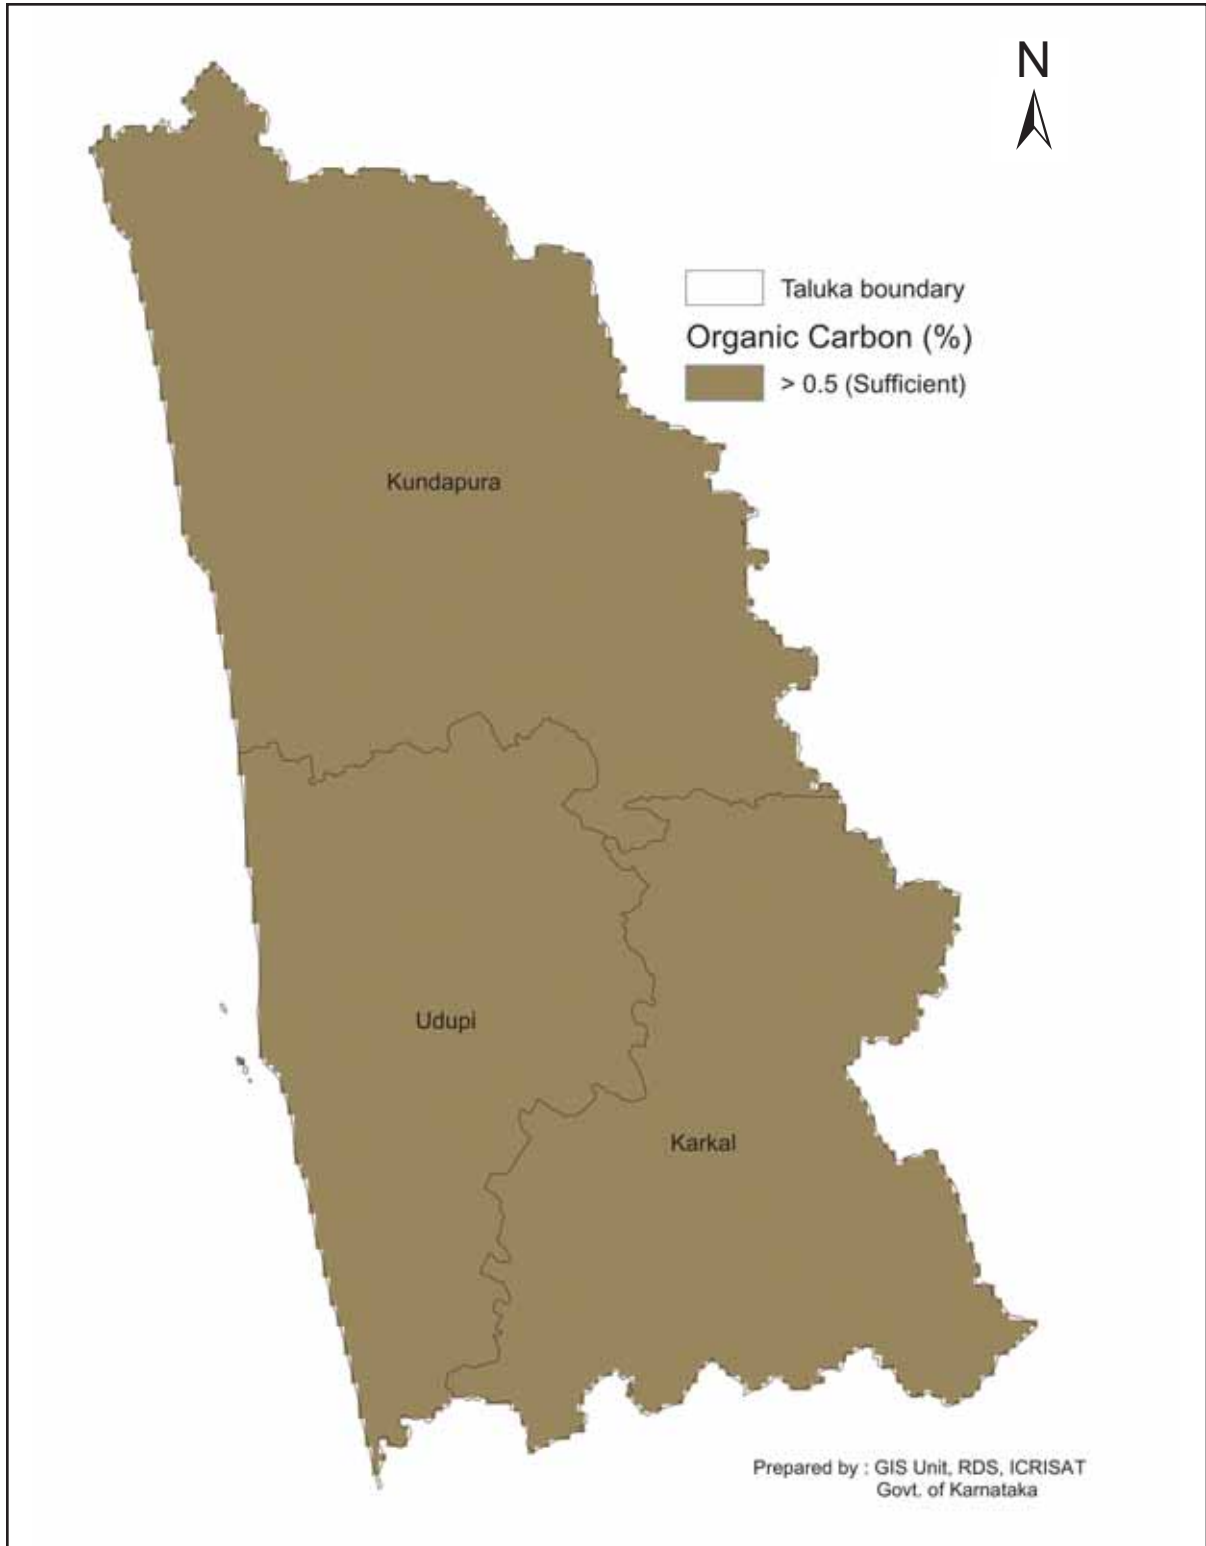 N
Taluka boundary
Organic Carbon (%)
> 0.5 (Sufficient)
Kundapura
Udupi
Karkal
Prepared by : GIS Unit, RDS, ICRISAT
Govt. of Karnataka